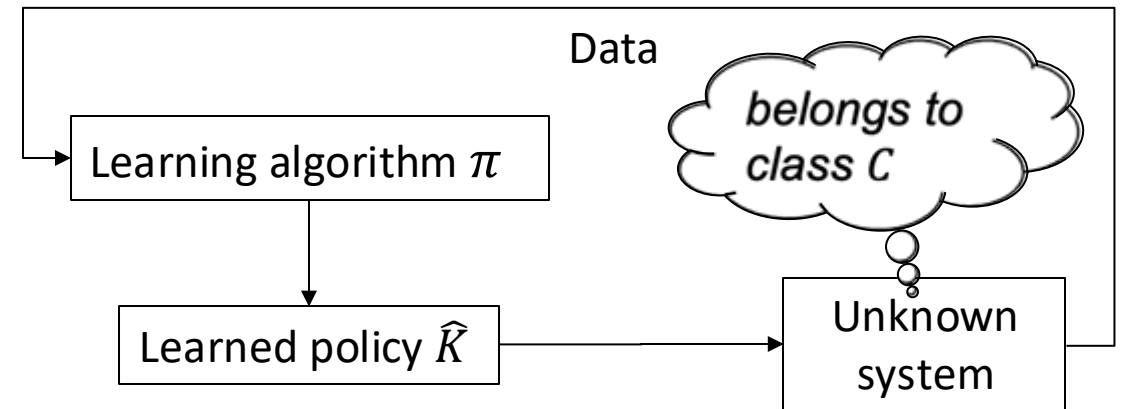 Data
belongs to
class C
Learning algorithm π
Learned policy K̂
Unknown
system